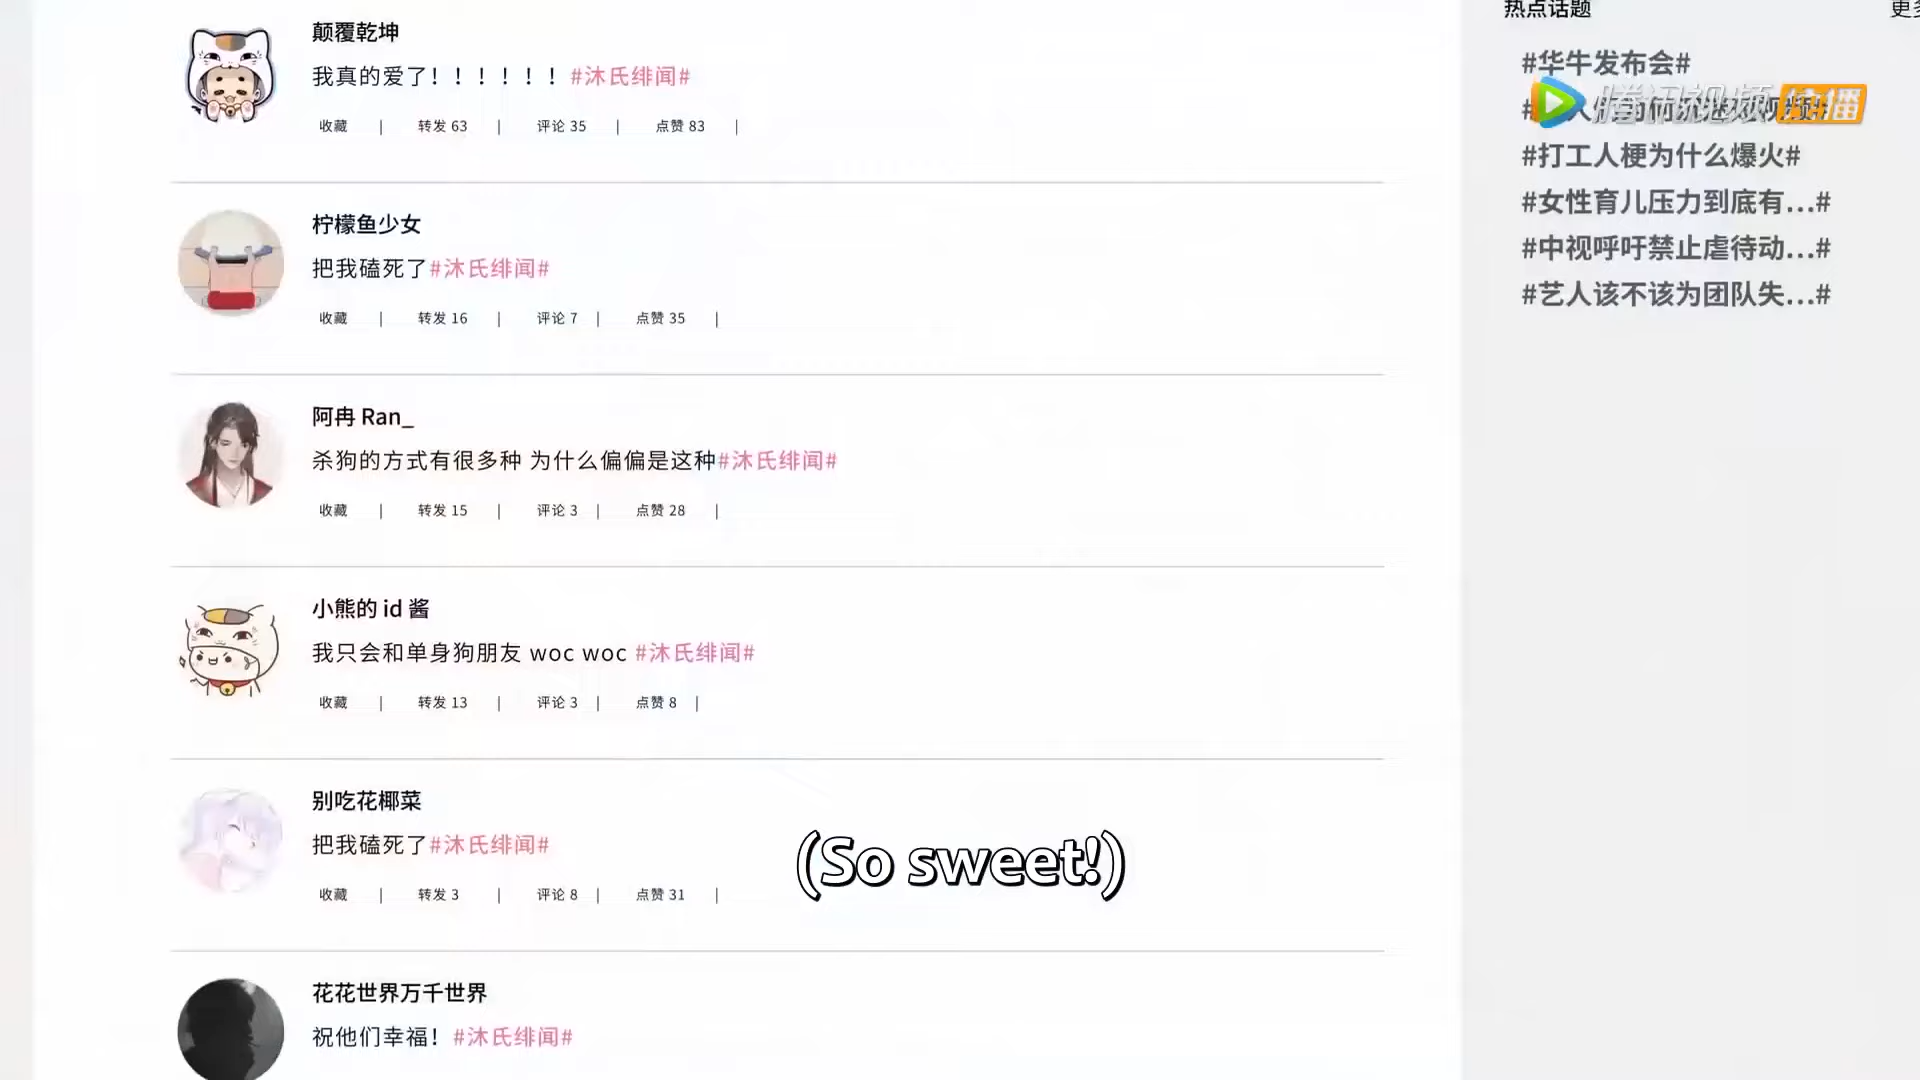 颠覆乾坤
我真的爱了！！！！！！ #沐氏绯闻#
收藏 | 转发 63 | 评论 35 | 点赞 83 |
柠檬鱼少女
把我磕死了#沐氏绯闻#
收藏 | 转发 16 | 评论 7 | 点赞 35 |
阿冉 Ran_
杀狗的方式有很多种 为什么偏偏是这种#沐氏绯闻#
收藏 | 转发 15 | 评论 3 | 点赞 28 |
小熊的 id 酱
我只会和单身狗朋友 woc woc #沐氏绯闻#
收藏 | 转发 13 | 评论 3 | 点赞 8 |
别吃花椰菜
把我磕死了#沐氏绯闻#
收藏 | 转发 3 | 评论 8 | 点赞 31 |
(So sweet!)
花花世界万千世界
祝他们幸福！ #沐氏绯闻#
热点话题
#华牛发布会#
腾讯视频
#打工人梗为什么爆火#
#女性育儿压力到底有...#
#中视呼吁禁止虐待动...#
#艺人该不该为团队失...#